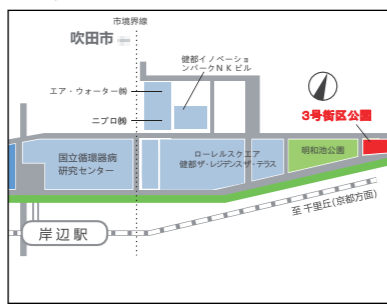 市境界線
吹田市
健都イノベーショ
ンパークNKビル
エア・ウォーター㈱
ニプロ㈱
3号街区公園
国立循環器病
研究センター
ローレルスクエア
健都ザ・レジデンスザ・テラス
明和池公園
至 千里丘(京都方面)
岸辺駅